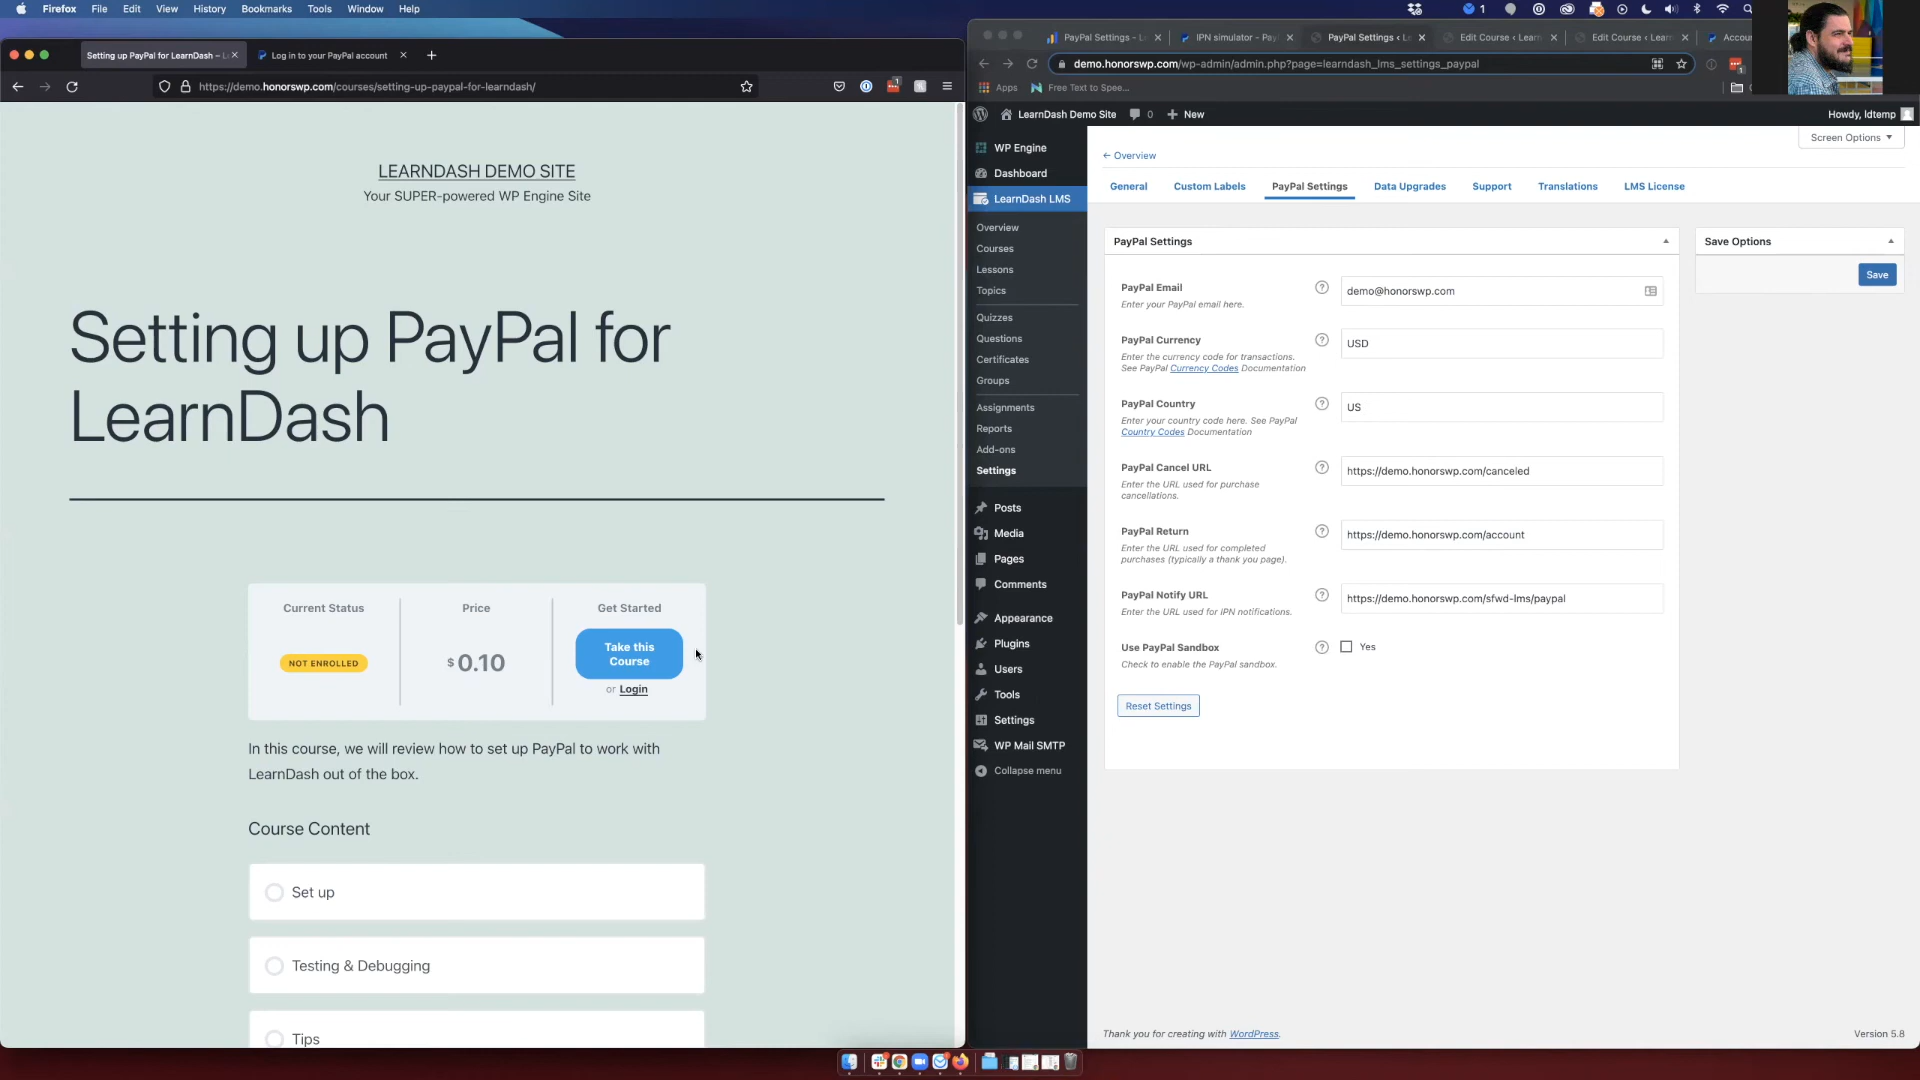 Firefox File Edit View History Bookmarks Tools Window Help
1
Setting up PayPal for LearnDash – L
Log in to your PayPal account
https://demo.honorswp.com/courses/setting-up-paypal-for-learndash/
1
LEARNDASH DEMO SITE
Your SUPER-powered WP Engine Site
Setting up PayPal for
LearnDash
Current Status
NOT ENROLLED
Price
$ 0.10
Get Started
Take this
Course
or Login
In this course, we will review how to set up PayPal to work with
LearnDash out of the box.
Course Content
Set up
Testing & Debugging
Tips
PayPal Settings - L
IPN simulator - Pay
PayPal Settings ‹ Le
Edit Course ‹ Learn
Edit Course ‹ Learn
Accou
demo.honorswp.com/wp-admin/admin.php?page=learndash_lms_settings_paypal
Apps
Free Text to Spee...
LearnDash Demo Site
0
New
Howdy, ldtemp
WP Engine
Dashboard
LearnDash LMS
Overview
Courses
Lessons
Topics
Quizzes
Questions
Certificates
Groups
Assignments
Reports
Add-ons
Settings
Posts
Media
Pages
Comments
Appearance
Plugins
Users
Tools
Settings
WP Mail SMTP
Collapse menu
Screen Options
← Overview
General
Custom Labels
PayPal Settings
Data Upgrades
Support
Translations
LMS License
PayPal Settings
PayPal Email
Enter your PayPal email here.
demo@honorswp.com
PayPal Currency
Enter the currency code for transactions.
See PayPal Currency Codes Documentation
USD
PayPal Country
Enter your country code here. See PayPal
Country Codes Documentation
US
PayPal Cancel URL
Enter the URL used for purchase
cancellations.
https://demo.honorswp.com/canceled
PayPal Return
Enter the URL used for completed
purchases (typically a thank you page).
https://demo.honorswp.com/account
PayPal Notify URL
Enter the URL used for IPN notifications.
https://demo.honorswp.com/sfwd-lms/paypal
Use PayPal Sandbox
Check to enable the PayPal sandbox.
Yes
Reset Settings
Save Options
Save
Thank you for creating with WordPress.
Version 5.8